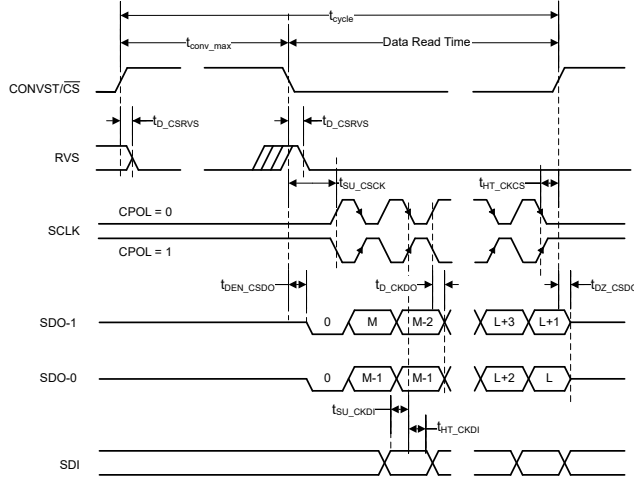 tcycle
tconv_max
Data Read Time
CONVST/CS
tD_CSRVS
tD_CSRVS
RVS
tSU_CSCK
tHT_CKCS
CPOL = 0
SCLK
CPOL = 1
tDEN_CSDO
tD_CKDO
tDZ_CSDO
SDO-1
0
M
M-2
L+3
L+1
SDO-0
0
M-1
M-1
L+2
L
tSU_CKDI
tHT_CKDI
SDI